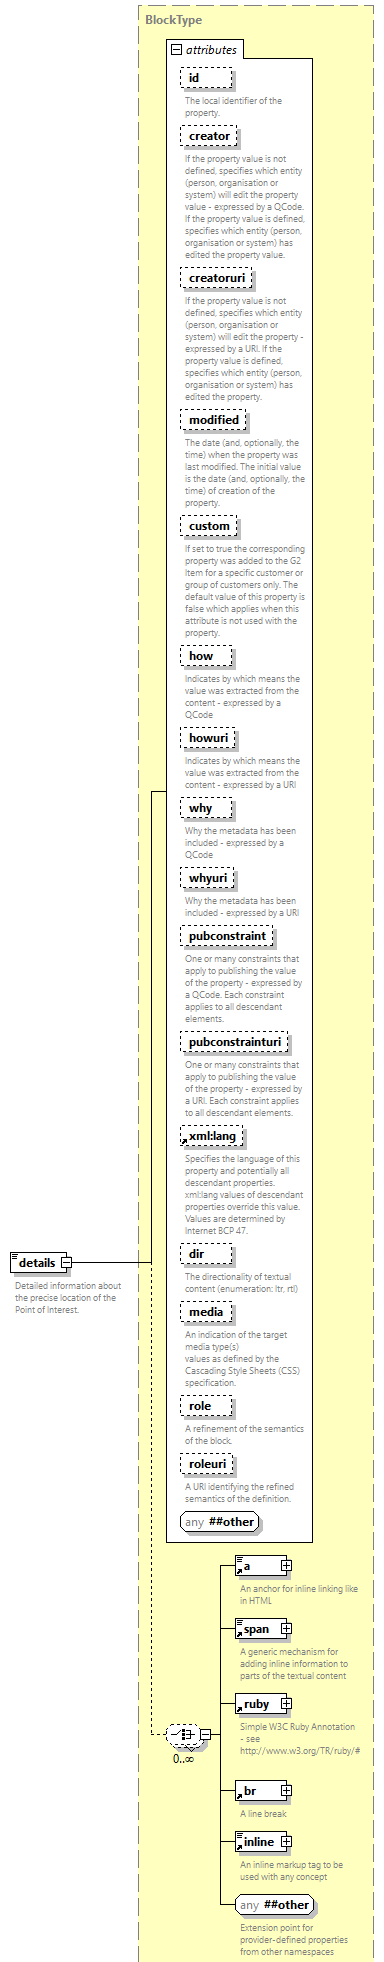 BlockType
attributes
id
The local identifier of the
property.
creator
If the property value is not
defined, specifies which entity
(person, organisation or
system) will edit the property
value - expressed by a QCode.
If the property value is defined,
specifies which entity (person,
organisation or system) has
edited the property value.
creatoruri
If the property value is not
defined, specifies which entity
(person, organisation or
system) will edit the property -
expressed by a URI. If the
property value is defined,
specifies which entity (person,
organisation or system) has
edited the property.
modified
The date (and, optionally, the
time) when the property was
last modified. The initial value
is the date (and, optionally, the
time) of creation of the
property.
custom
If set to true the corresponding
property was added to the G2
Item for a specific customer or
group of customers only. The
default value of this property is
false which applies when this
attribute is not used with the
property.
how
Indicates by which means the
value was extracted from the
content - expressed by a
QCode
howuri
Indicates by which means the
value was extracted from the
content - expressed by a URI
why
Why the metadata has been
included - expressed by a
QCode
whyuri
Why the metadata has been
included - expressed by a URI
pubconstraint
One or many constraints that
apply to publishing the value
of the property - expressed by
a QCode. Each constraint
applies to all descendant
elements.
pubconstrainturi
One or many constraints that
apply to publishing the value
of the property - expressed by
a URI. Each constraint applies
to all descendant elements.
xml:lang
Specifies the language of this
property and potentially all
descendant properties.
xml:lang values of descendant
properties override this value.
Values are determined by
Internet BCP 47.
details
Detailed information about
the precise location of the
Point of Interest.
dir
The directionality of textual
content (enumeration: ltr, rtl)
media
An indication of the target
media type(s)
values as defined by the
Cascading Style Sheets (CSS)
specification.
role
A refinement of the semantics
of the block.
roleuri
A URI identifying the refined
semantics of the definition.
any ##other
a
An anchor for inline linking like
in HTML
span
A generic mechanism for
adding inline information to
parts of the textual content
ruby
Simple W3C Ruby Annotation
- see
http://www.w3.org/TR/ruby/#
0..∞
br
A line break
inline
An inline markup tag to be
used with any concept
any ##other
Extension point for
provider-defined properties
from other namespaces